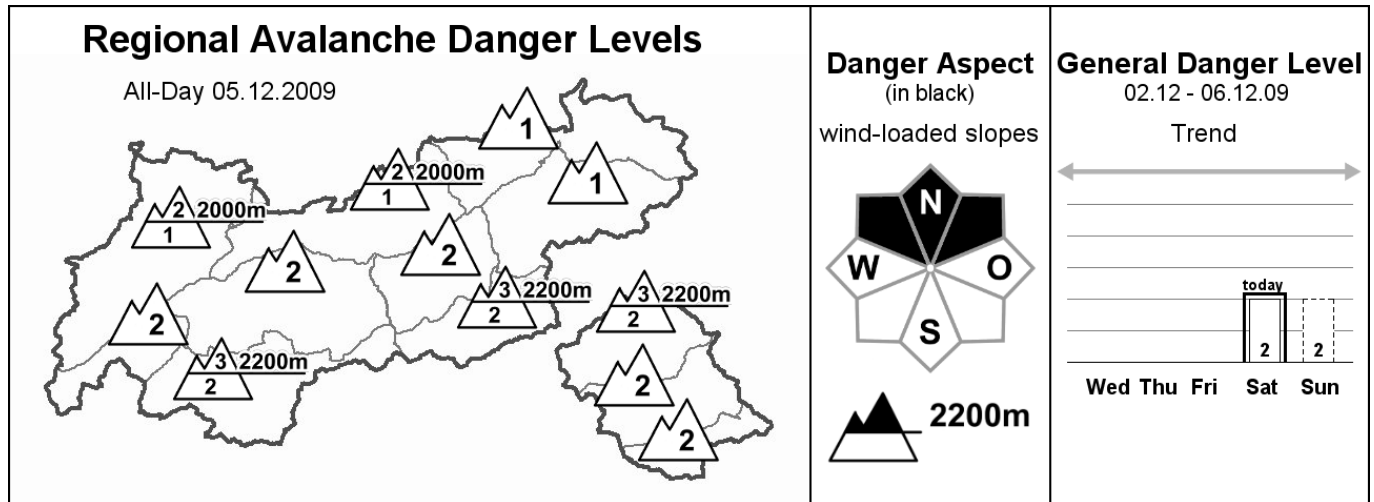 Regional Avalanche Danger Levels
All-Day 05.12.2009
1
1
2 2000m
1
2 2000m
1
2
2
2
3 2200m
2
3 2200m
2
3 2200m
2
2
2
Danger Aspect
(in black)
wind-loaded slopes
N
W
O
S
2200m
General Danger Level
02.12 - 06.12.09
Trend
today
2
2
Wed Thu Fri Sat Sun